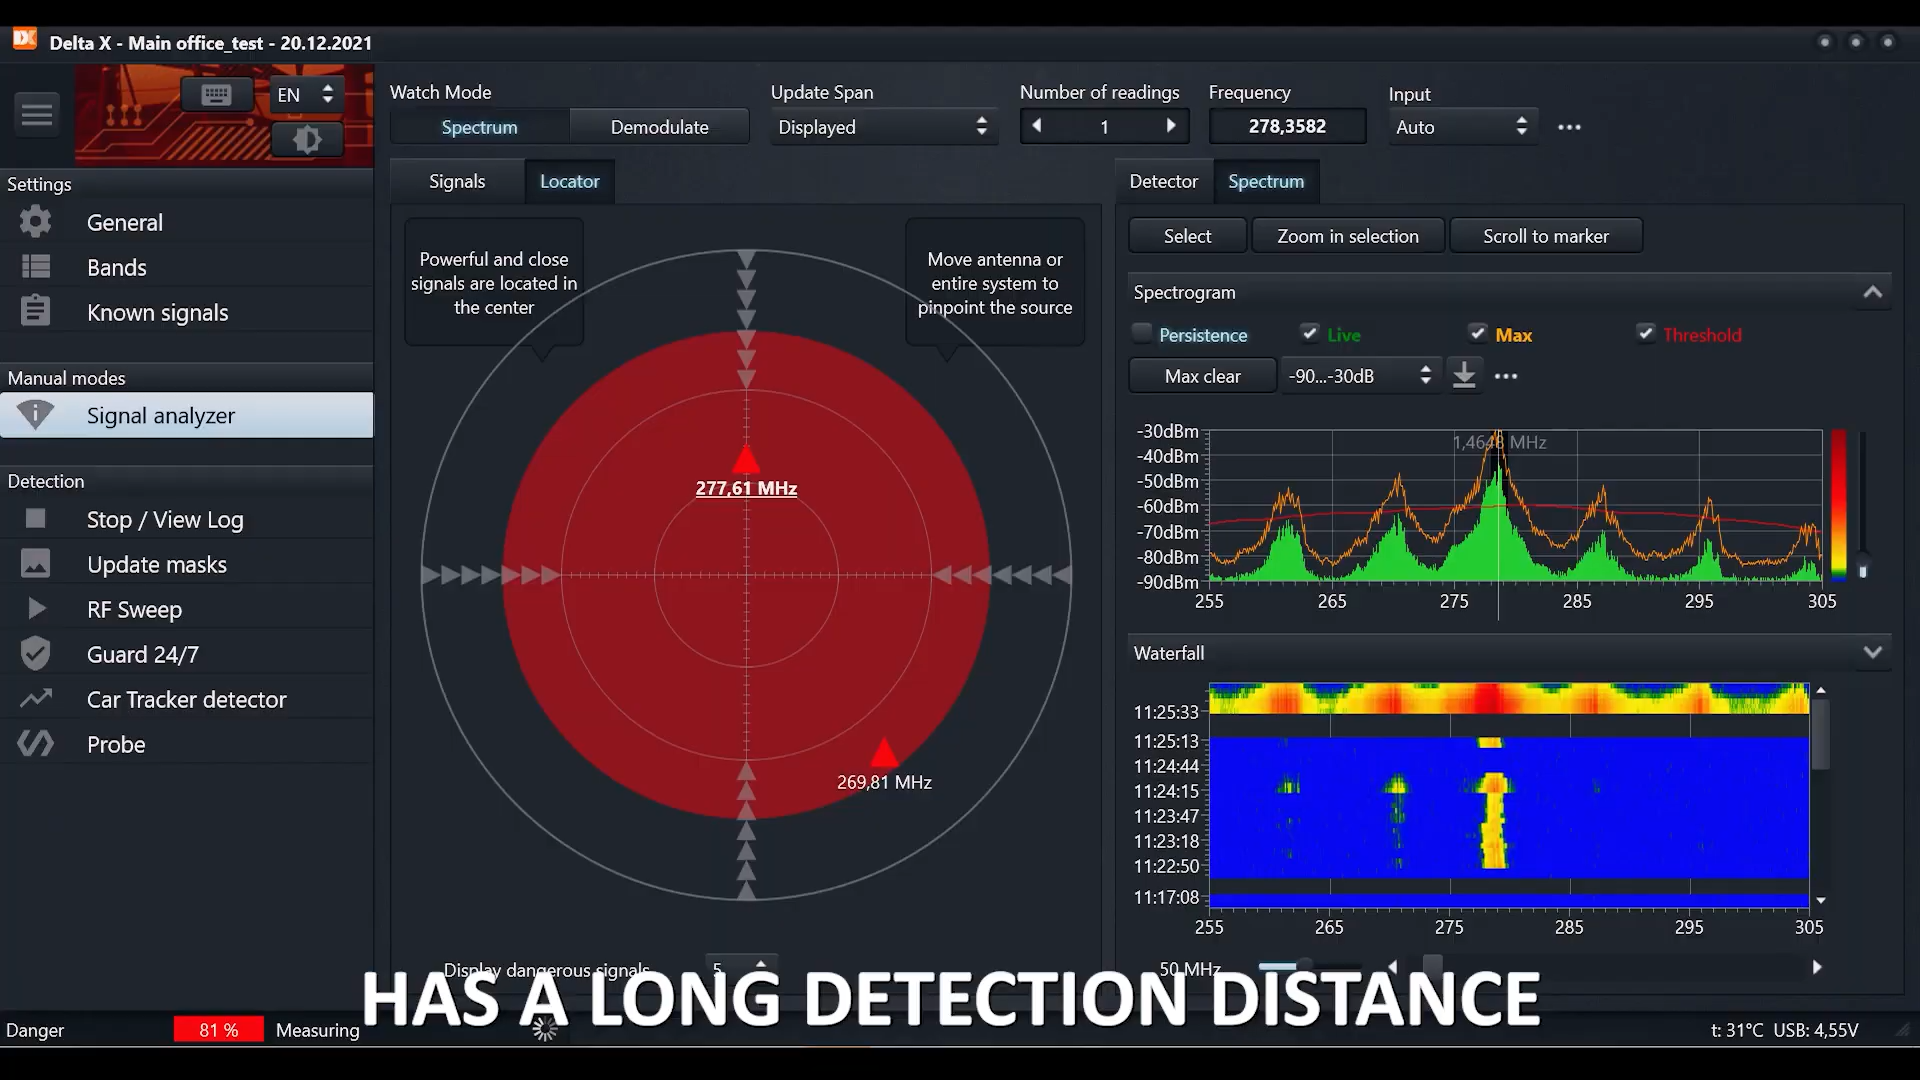 DX Delta X - Main office_test - 20.12.2021
EN
Settings
General
Bands
Known signals
Manual modes
Signal analyzer
Detection
Stop / View Log
Update masks
RF Sweep
Guard 24/7
Car Tracker detector
Probe
Watch Mode
Spectrum
Demodulate
Update Span
Displayed
Number of readings
1
Frequency
278,3582
Input
Auto
Signals
Locator
Powerful and close
signals are located in
the center
Move antenna or
entire system to
pinpoint the source
277,61 MHz
269,81 MHz
Display dangerous signals
5
Detector
Spectrum
Select
Zoom in selection
Scroll to marker
Spectrogram
Persistence
Live
Max
Threshold
Max clear
-90...-30dB
1,4648 MHz
-30dBm
-40dBm
-50dBm
-60dBm
-70dBm
-80dBm
-90dBm
255 265 275 285 295 305
Waterfall
11:25:33
11:25:13
11:24:44
11:24:15
11:23:47
11:23:18
11:22:50
11:17:08
255 265 275 285 295 305
50 MHz
HAS A LONG DETECTION DISTANCE
Danger
81 %
Measuring
t: 31°C USB: 4,55V